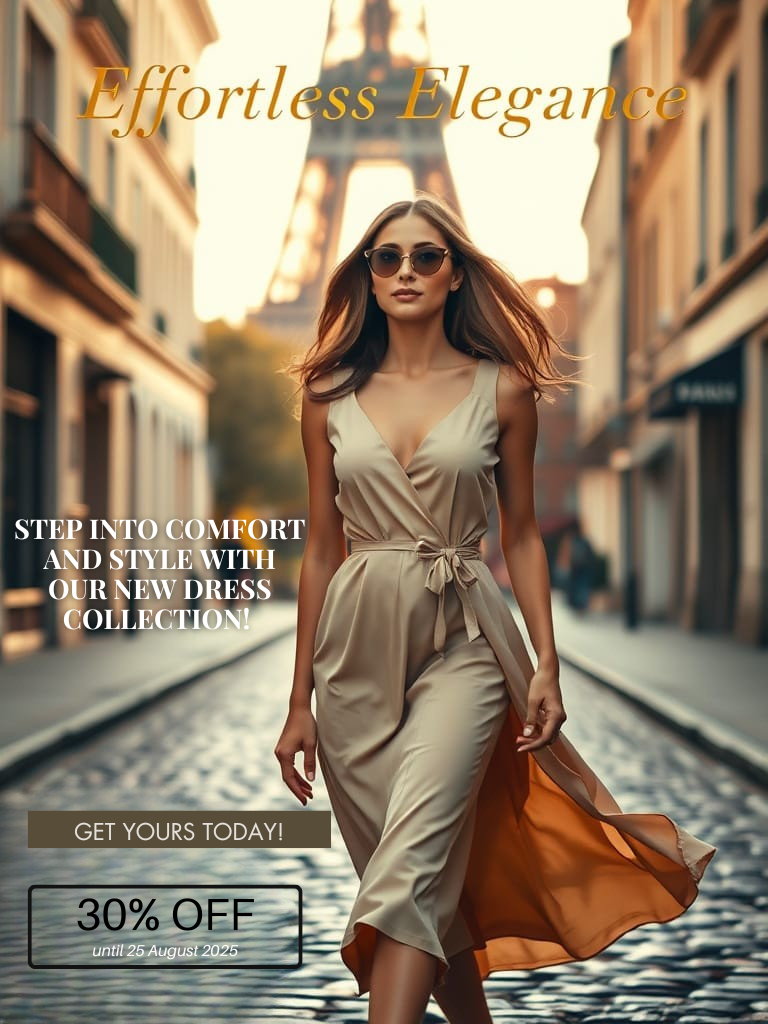 Effortless Elegance
STEP INTO COMFORT
AND STYLE WITH
OUR NEW DRESS
COLLECTION!
GET YOURS TODAY!
30% OFF
until 25 August 2025